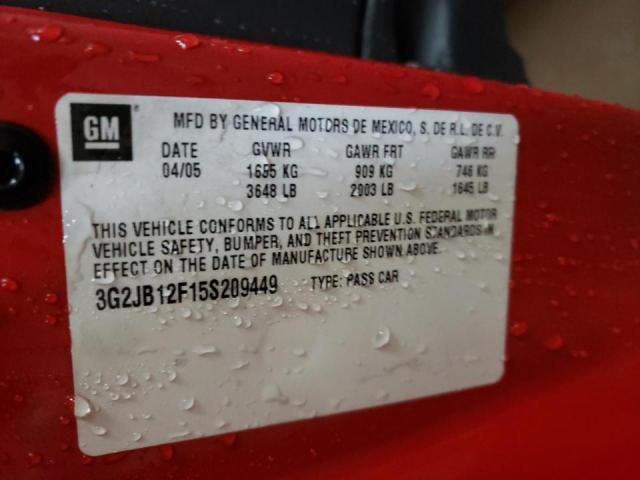 GM
MFD BY GENERAL MOTORS DE MEXICO, S. DE R.L. DE C.V.
DATE GVWR GAWR FRT GAWR RR
04/05 1655 KG 909 KG 746 KG
3648 LB 2003 LB 1645 LB
THIS VEHICLE CONFORMS TO ALL APPLICABLE U.S. FEDERAL MOTOR
VEHICLE SAFETY, BUMPER, AND THEFT PREVENTION STANDARDS IN
EFFECT ON THE DATE OF MANUFACTURE SHOWN ABOVE.
3G2JB12F15S209449 TYPE: PASS CAR